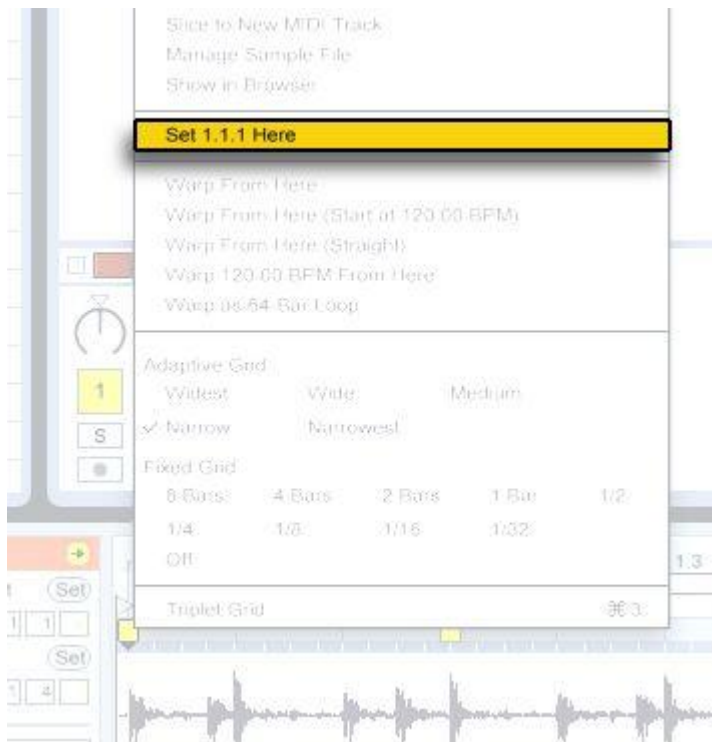 Slice to New MIDI Track
Manage Sample File
Show in Browser
Set 1.1.1 Here
Warp From Here
Warp From Here (Start at 120.00 BPM)
Warp From Here (Straight)
Warp 120.00 BPM From Here
Warp as 64-Bar Loop
Adaptive Grid
Widest Wide Medium
✓ Narrow Narrowest
Fixed Grid
8 Bars 4 Bars 2 Bars 1 Bar 1/2
1/4 1/8 1/16 1/32
Off
Triplet Grid ⌘3
1
S
1.3
Set
1 1
Set
4